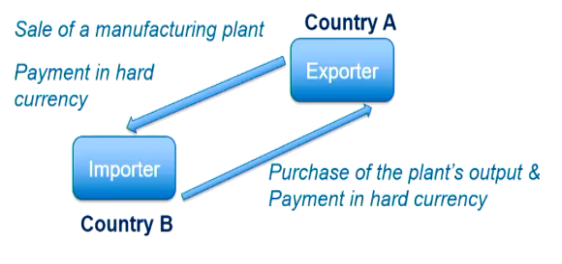 Sale of a manufacturing plant
Country A
Payment in hard
currency
Exporter
Importer
Purchase of the plant's output &
Payment in hard currency
Country B